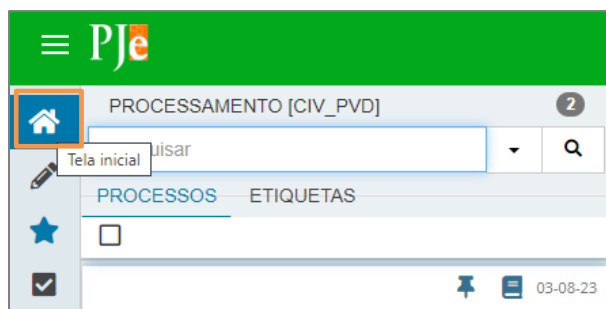 PJe
PROCESSAMENTO [CIV_PVD] 2
uisar
Tela inicial
PROCESSOS ETIQUETAS
03-08-23